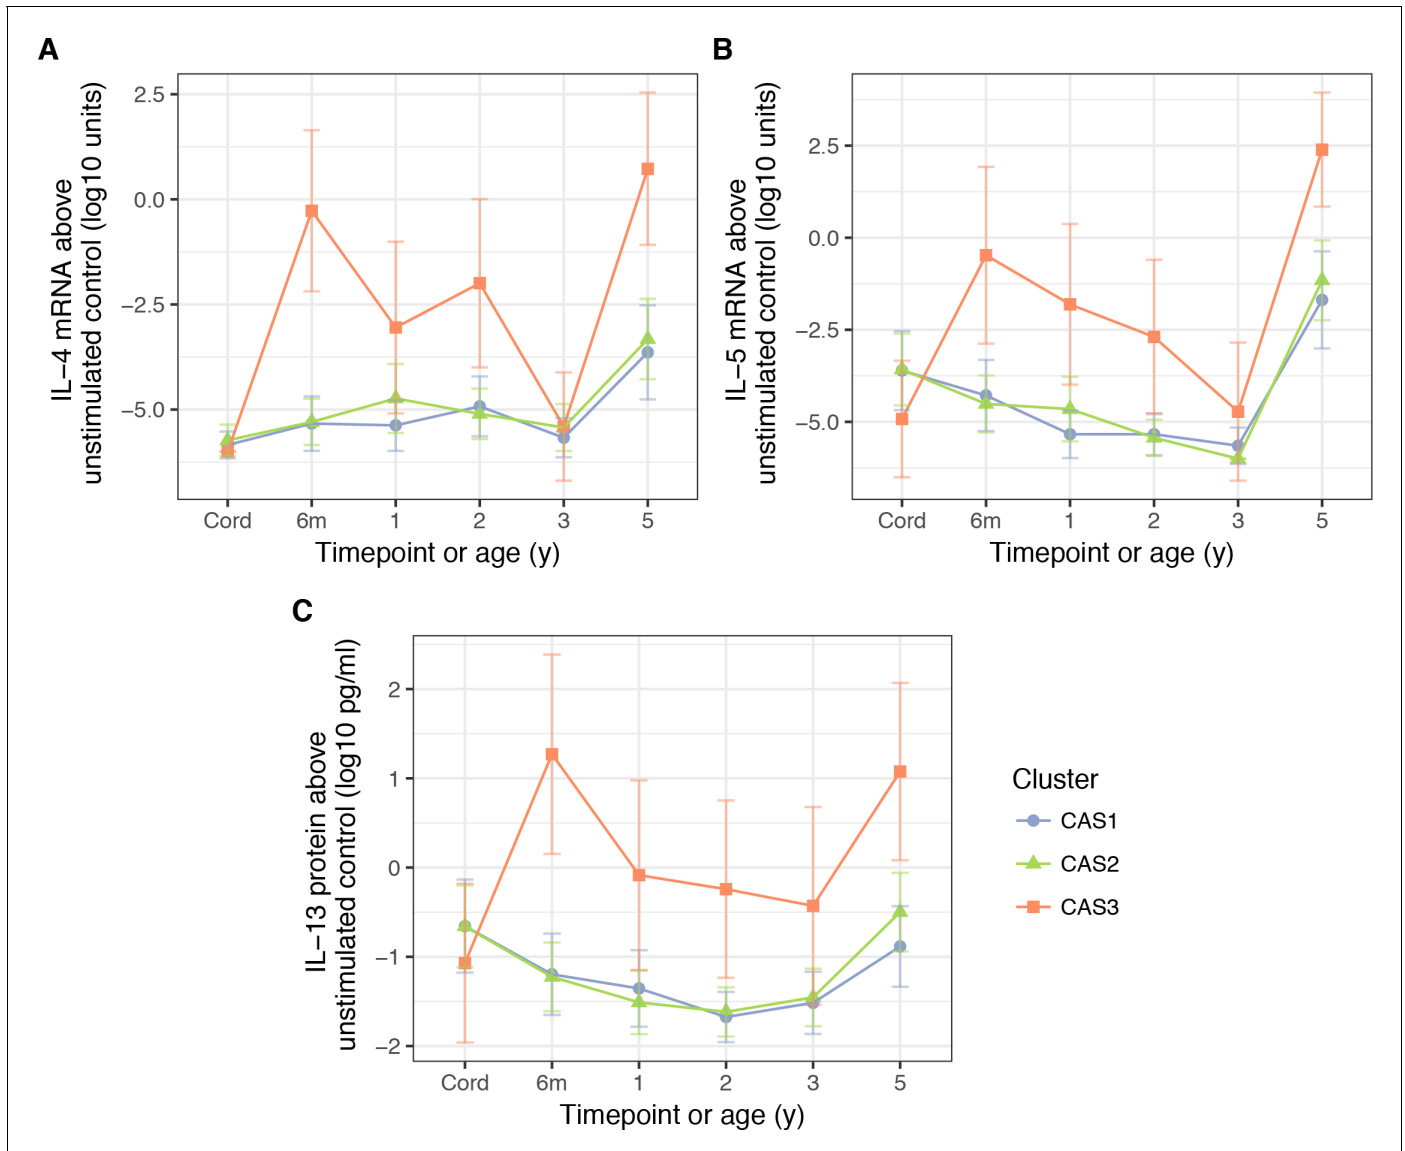 A
IL−4 mRNA above
unstimulated control (log10 units)
2.5
0.0
−2.5
−5.0
Cord 6m 1 2 3 5
Timepoint or age (y)
B
IL−5 mRNA above
unstimulated control (log10 units)
2.5
0.0
−2.5
−5.0
Cord 6m 1 2 3 5
Timepoint or age (y)
C
IL−13 protein above
unstimulated control (log10 pg/ml)
2
1
0
−1
−2
Cord 6m 1 2 3 5
Timepoint or age (y)
Cluster
CAS1
CAS2
CAS3